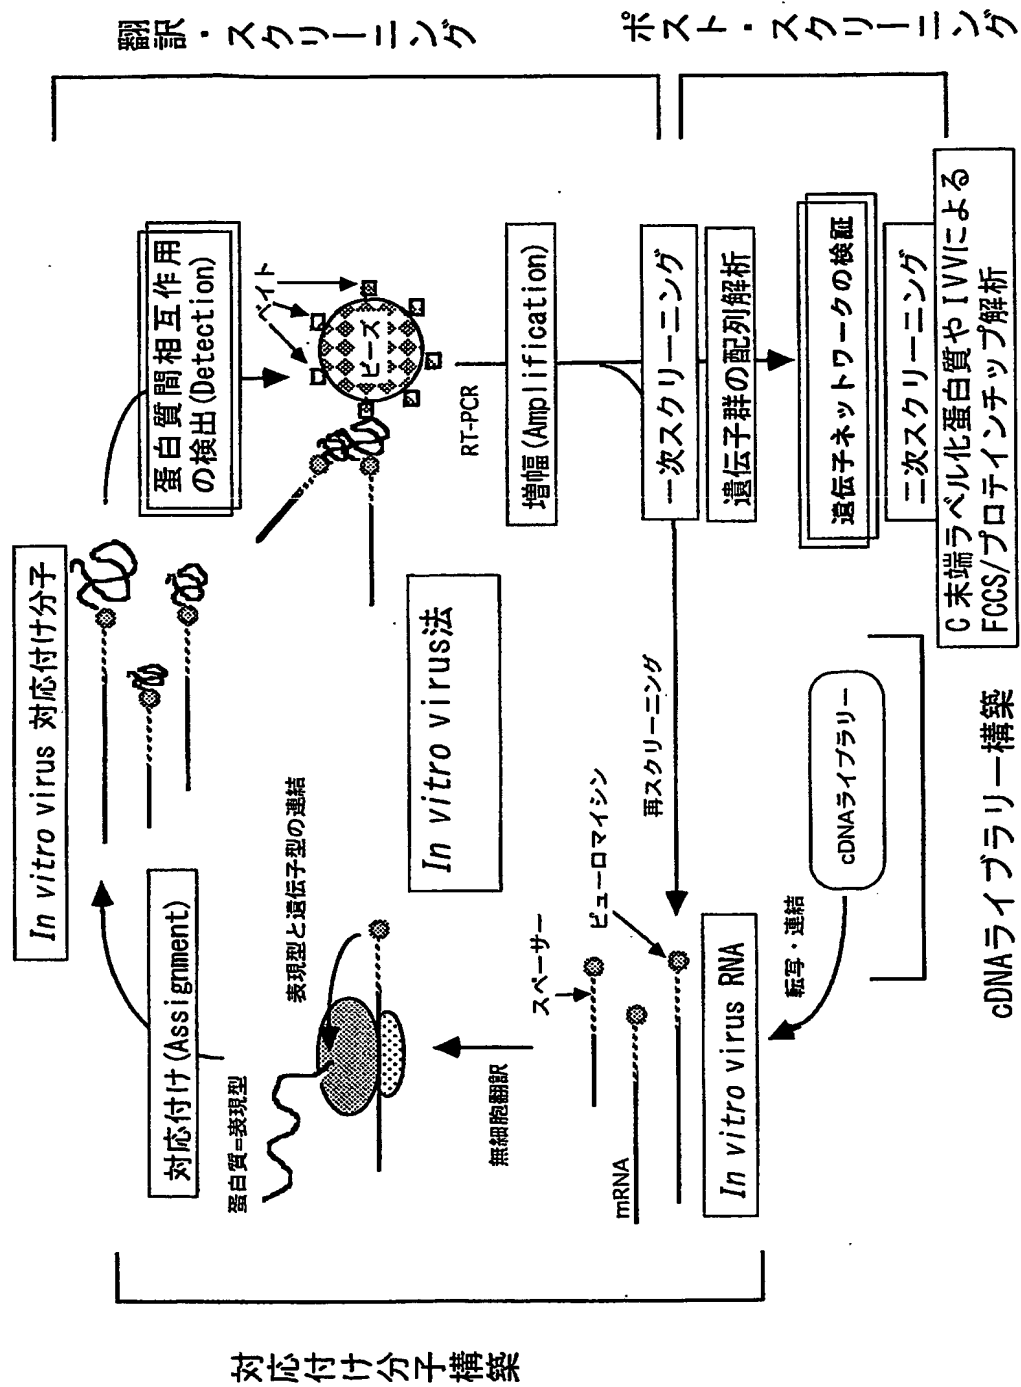 対応付け分子構築
翻訳・スクリーニング
ポスト・スクリーニング
cDNAライブラリー構築
In vitro virus 対応付け分子
対応付け(Assignment)
蛋白質間相互作用
の検出(Detection)
ベイト
ビーズ
蛋白質=表現型
表現型と遺伝子型の連結
In vitro virus法
RT-PCR
無細胞翻訳
増幅(Amplification)
スペーサー
ピューロマイシン
mRNA
再スクリーニング
一次スクリーニング
遺伝子群の配列解析
In vitro virus RNA
転写・連結
cDNAライブラリー
遺伝子ネットワークの検証
二次スクリーニング
C 末端ラベル化蛋白質や IVVによる
FCCS/プロテインチップ解析